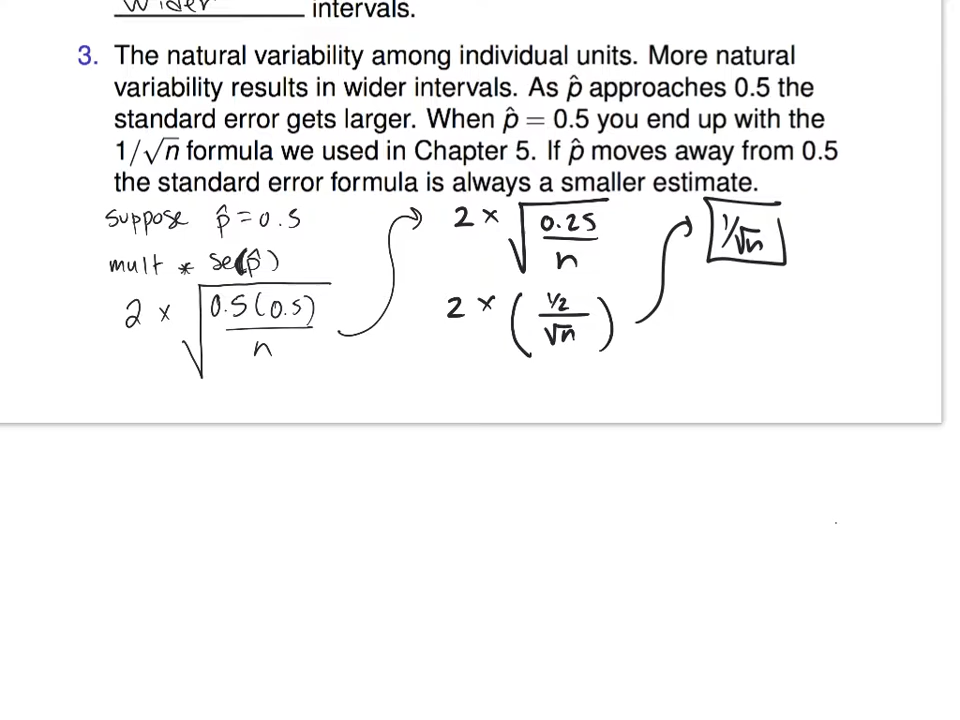 wider intervals.
3. The natural variability among individual units. More natural
variability results in wider intervals. As p̂ approaches 0.5 the
standard error gets larger. When p̂ = 0.5 you end up with the
1/√n formula we used in Chapter 5. If p̂ moves away from 0.5
the standard error formula is always a smaller estimate.
suppose p̂ = 0.5
mult * se(p̂)
2 × √(0.5(0.5)/n)
2 × √(0.25/n)
2 × (½/√n)
1/√n